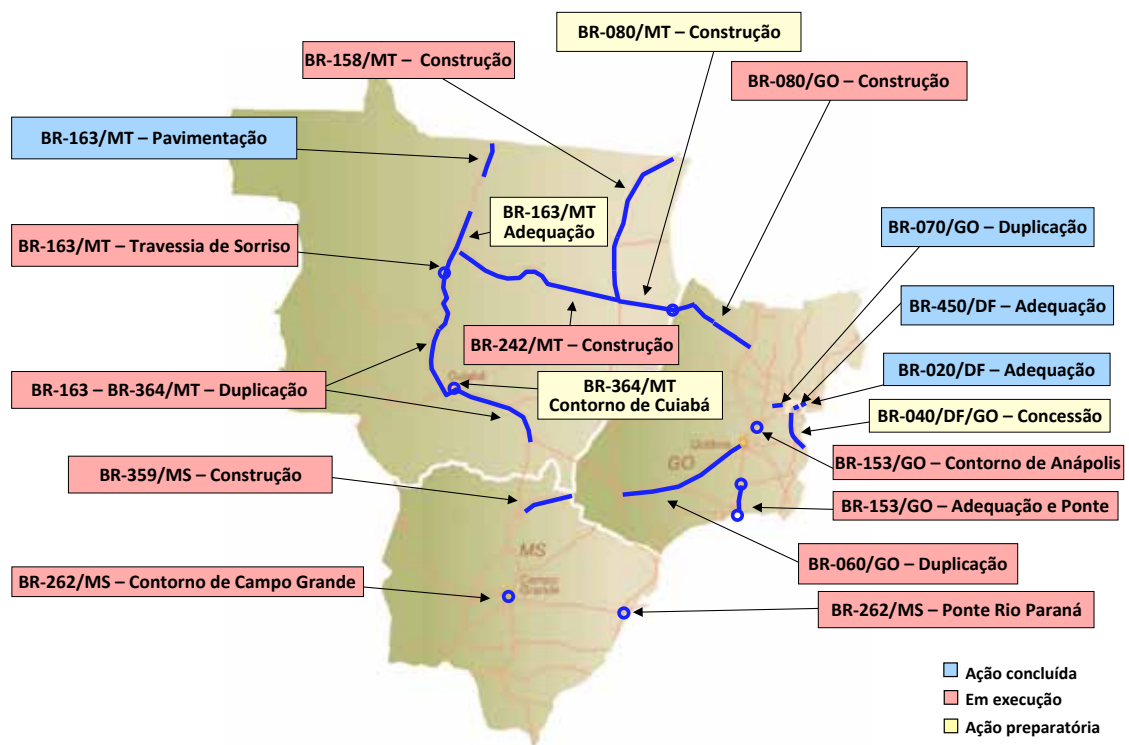 BR-080/MT – Construção
BR-158/MT – Construção
BR-080/GO – Construção
BR-163/MT – Pavimentação
BR-163/MT
Adequação
BR-070/GO – Duplicação
BR-163/MT – Travessia de Sorriso
BR-450/DF – Adequação
BR-242/MT – Construção
BR-020/DF – Adequação
Cuiabá
BR-163 – BR-364/MT – Duplicação
BR-364/MT
Contorno de Cuiabá
BR-040/DF/GO – Concessão
Goiânia
GO
BR-153/GO – Contorno de Anápolis
BR-359/MS – Construção
BR-153/GO – Adequação e Ponte
MS
BR-060/GO – Duplicação
BR-262/MS – Contorno de Campo Grande
Campo
Grande
BR-262/MS – Ponte Rio Paraná
Ação concluída
Em execução
Ação preparatória